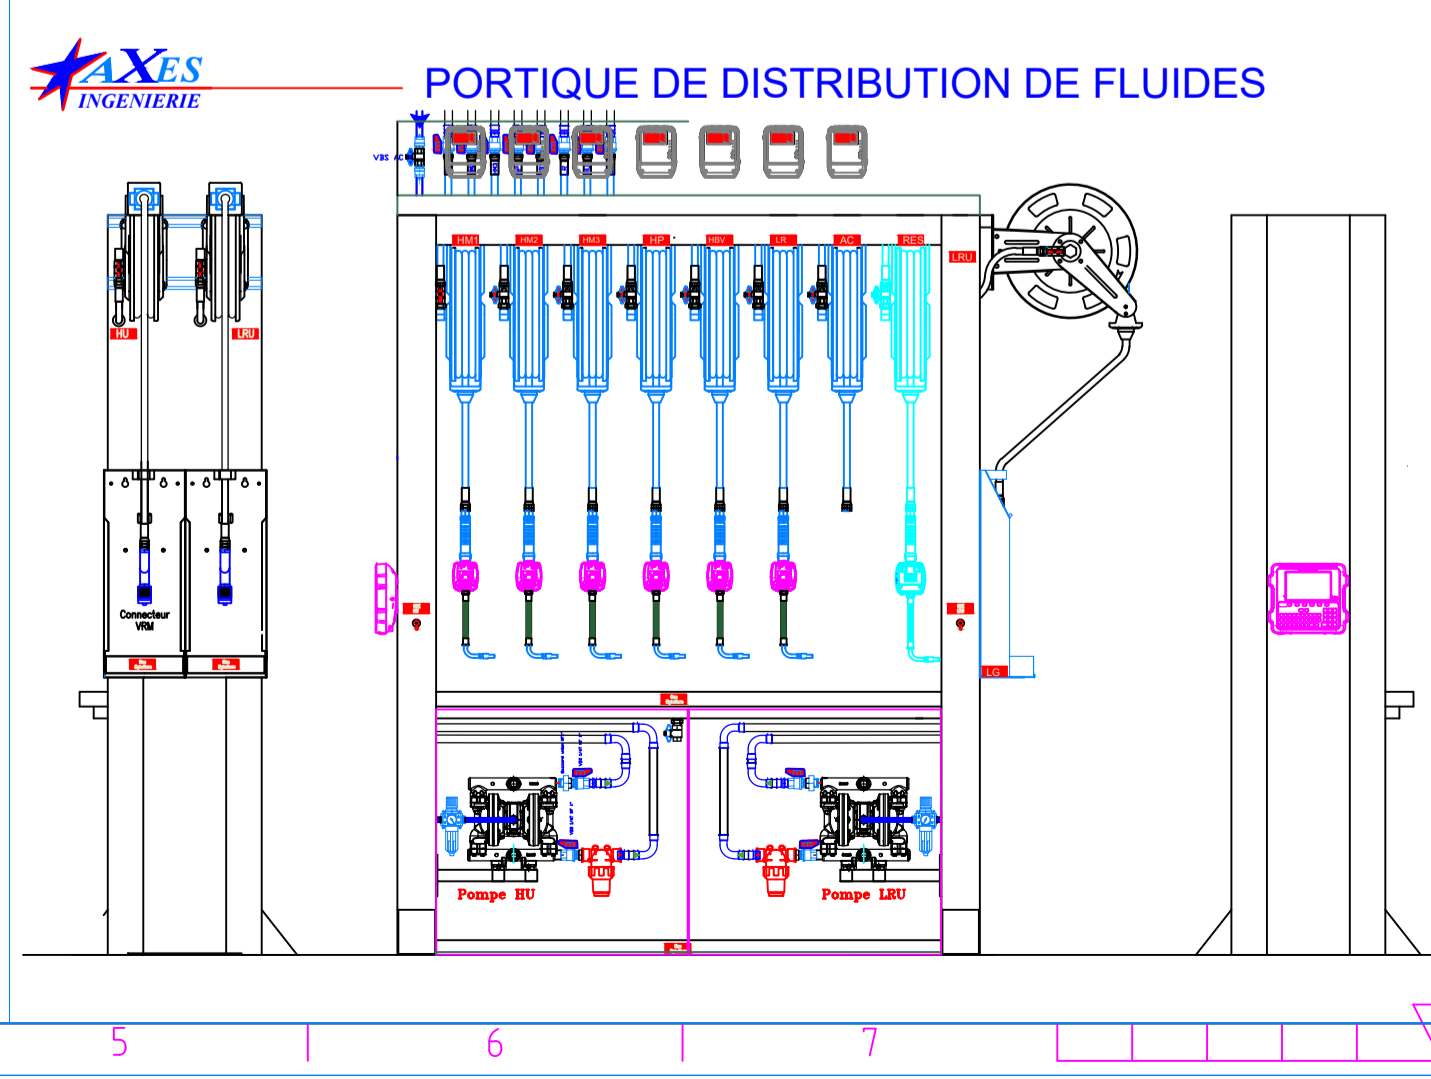 AXES
INGENIERIE
PORTIQUE DE DISTRIBUTION DE FLUIDES
VBS AC
HM1 HM2 HM3 HP HBV LR AC RES
LRU
HU LRU
Connecteur
VRM
LG
Pompe HU Pompe LRU
5 6 7